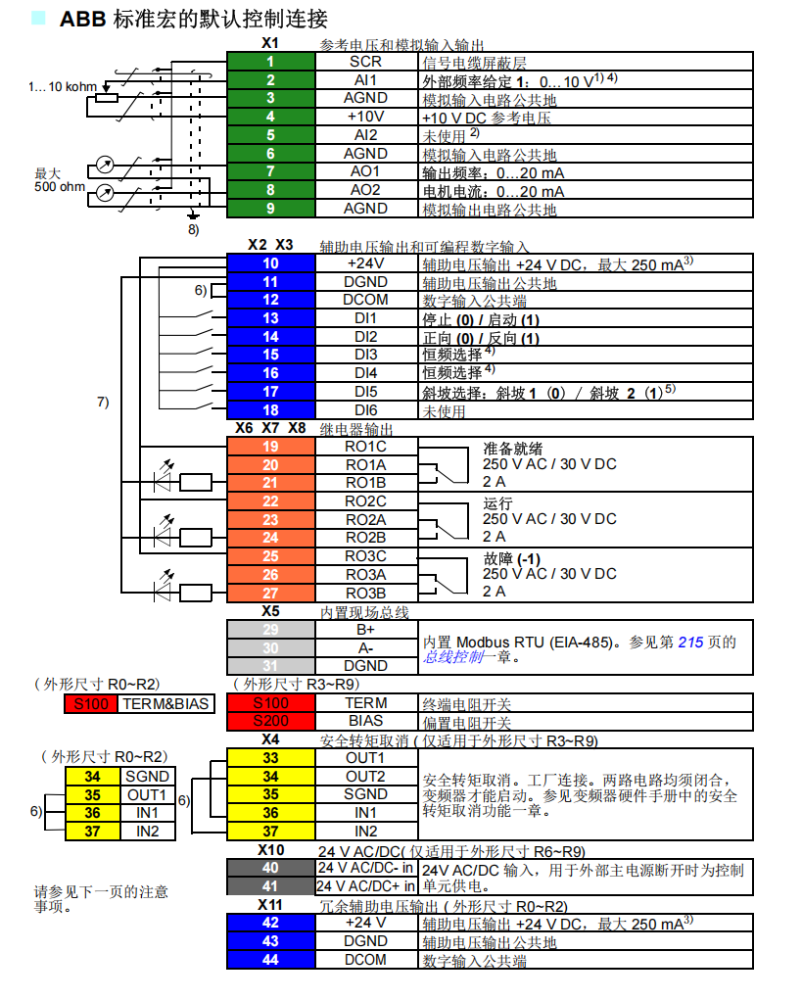 ABB 标准宏的默认控制连接
X1 参考电压和模拟输入输出
1 SCR 信号电缆屏蔽层
1…10 kohm
2 AI1 外部频率给定 1：0…10 V1) 4)
3 AGND 模拟输入电路公共地
4 +10V +10 V DC 参考电压
5 AI2 未使用 2)
6 AGND 模拟输入电路公共地
最大
500 ohm
7 AO1 输出频率：0…20 mA
8 AO2 电机电流：0…20 mA
9 AGND 模拟输出电路公共地
8)
X2 X3 辅助电压输出和可编程数字输入
10 +24V 辅助电压输出 +24 V DC，最大 250 mA3)
11 DGND 辅助电压输出公共地
6)
12 DCOM 数字输入公共端
13 DI1 停止 (0) / 启动 (1)
14 DI2 正向 (0) / 反向 (1)
15 DI3 恒频选择 4)
16 DI4 恒频选择 4)
17 DI5 斜坡选择：斜坡 1 (0) / 斜坡 2 (1)5)
7)
18 DI6 未使用
X6 X7 X8 继电器输出
19 RO1C 准备就绪
20 RO1A 250 V AC / 30 V DC
21 RO1B 2 A
22 RO2C 运行
23 RO2A 250 V AC / 30 V DC
24 RO2B 2 A
25 RO3C 故障 (-1)
26 RO3A 250 V AC / 30 V DC
27 RO3B 2 A
X5 内置现场总线
29 B+
30 A-
31 DGND
内置 Modbus RTU (EIA-485)。参见第 215 页的
总线控制一章。
( 外形尺寸 R0~R2) ( 外形尺寸 R3~R9)
S100 TERM&BIAS
S100 TERM 终端电阻开关
S200 BIAS 偏置电阻开关
X4 安全转矩取消 ( 仅适用于外形尺寸 R3~R9)
( 外形尺寸 R0~R2)
34 SGND
35 OUT1
36 IN1
37 IN2
6)
6)
33 OUT1
34 OUT2
35 SGND
36 IN1
37 IN2
安全转矩取消。工厂连接。两路电路均须闭合，
变频器才能启动。参见变频器硬件手册中的安全
转矩取消功能一章。
X10 24 V AC/DC( 仅适用于外形尺寸 R6~R9)
40 24 V AC/DC- in
41 24 V AC/DC+ in
24V AC/DC 输入，用于外部主电源断开时为控制
单元供电。
请参见下一页的注意
事项。
X11 冗余辅助电压输出 ( 外形尺寸 R0~R2)
42 +24 V 辅助电压输出 +24 V DC，最大 250 mA3)
43 DGND 辅助电压输出公共地
44 DCOM 数字输入公共端